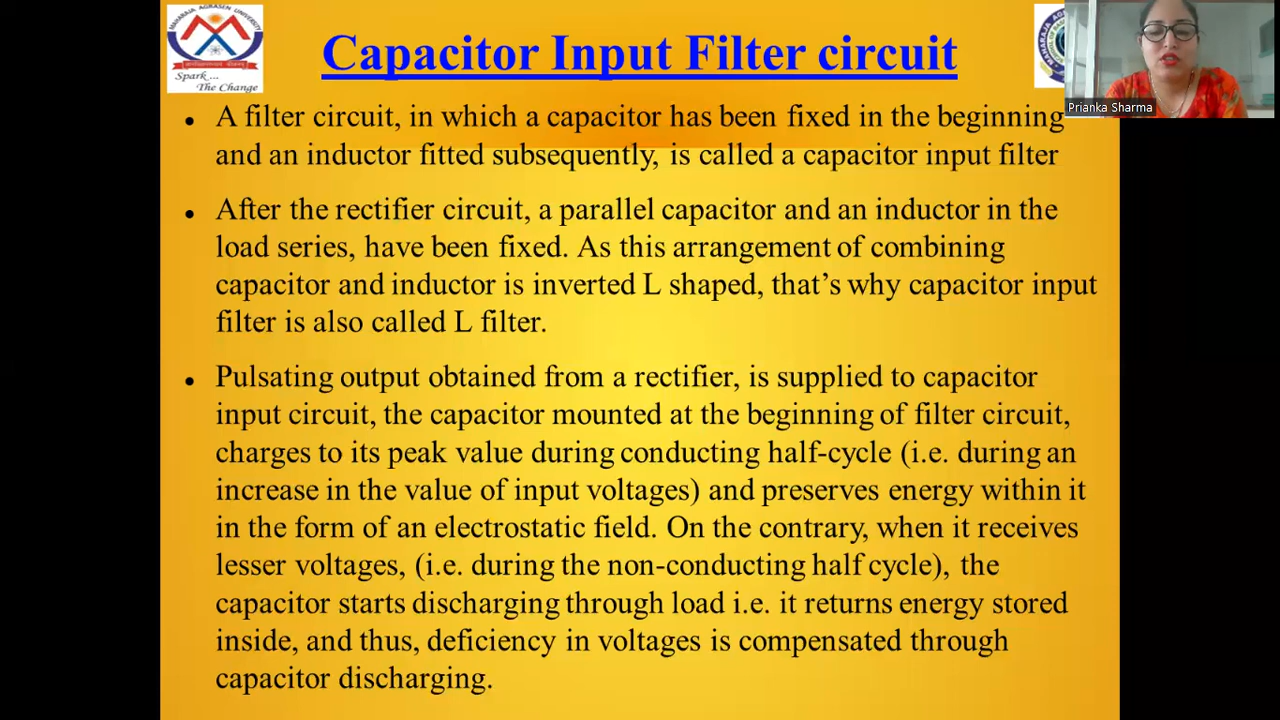 MAHARAJA AGRASEN UNIVERSITY
Spark...
The Change
Capacitor Input Filter circuit
Prianka Sharma
A filter circuit, in which a capacitor has been fixed in the beginning
and an inductor fitted subsequently, is called a capacitor input filter
After the rectifier circuit, a parallel capacitor and an inductor in the
load series, have been fixed. As this arrangement of combining
capacitor and inductor is inverted L shaped, that's why capacitor input
filter is also called L filter.
Pulsating output obtained from a rectifier, is supplied to capacitor
input circuit, the capacitor mounted at the beginning of filter circuit,
charges to its peak value during conducting half-cycle (i.e. during an
increase in the value of input voltages) and preserves energy within it
in the form of an electrostatic field. On the contrary, when it receives
lesser voltages, (i.e. during the non-conducting half cycle), the
capacitor starts discharging through load i.e. it returns energy stored
inside, and thus, deficiency in voltages is compensated through
capacitor discharging.